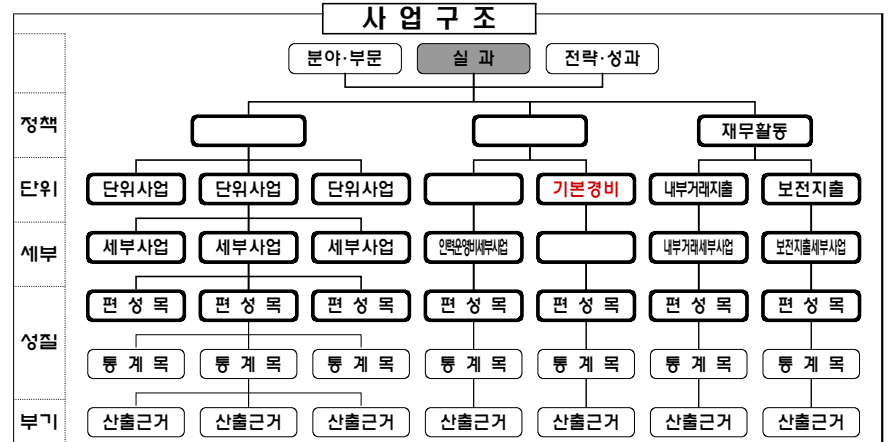 사 업 구 조
분야·부문 실 과 전략·성과
정책 재무활동
단위 단위사업 단위사업 단위사업 기본경비 내부거래지출 보전지출
세부 세부사업 세부사업 세부사업 인력운영비세부사업 내부거래세부사업 보전지출세부사업
편 성 목 편 성 목 편 성 목 편 성 목 편 성 목 편 성 목 편 성 목
성질
통 계 목 통 계 목 통 계 목 통 계 목 통 계 목 통 계 목 통 계 목
부기 산출근거 산출근거 산출근거 산출근거 산출근거 산출근거 산출근거